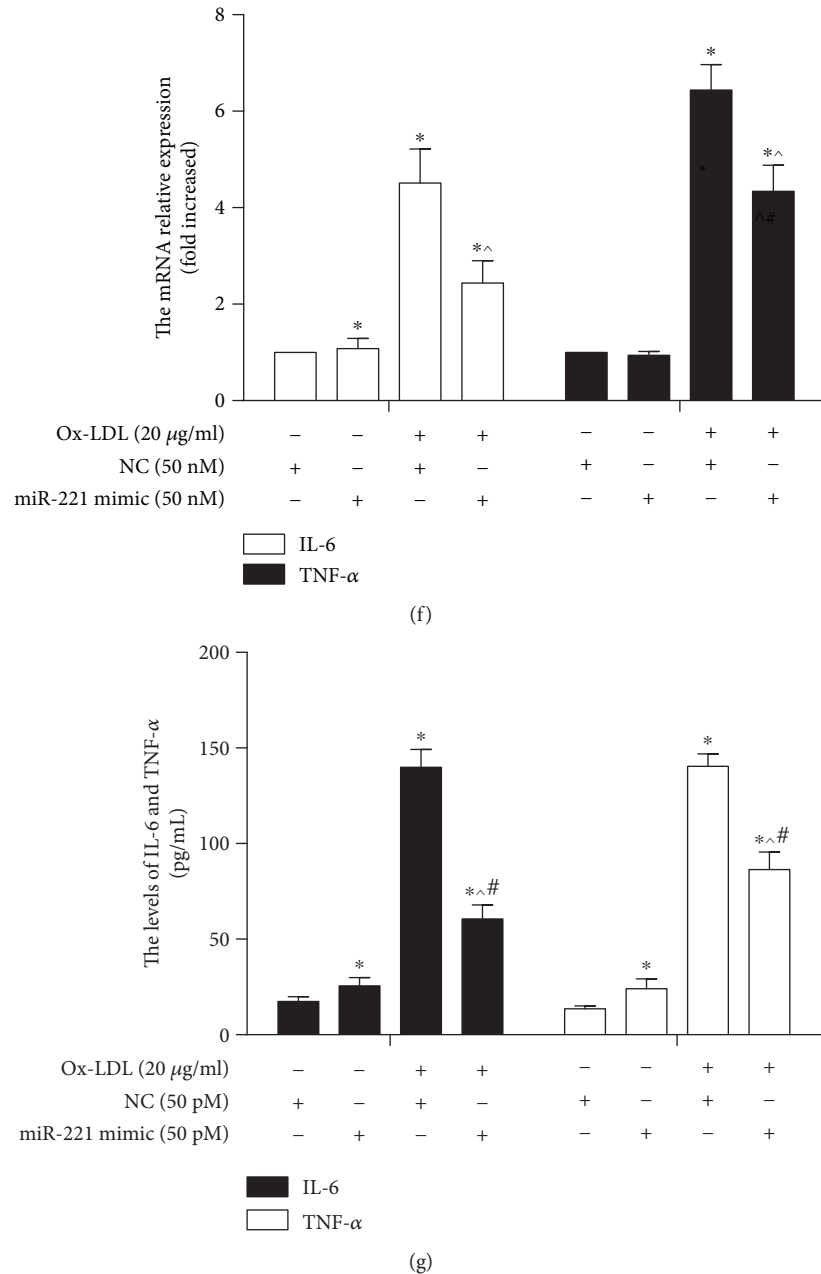 8
6
4
2
0
The mRNA relative expression
(fold increased)
*
*
*^
*
*^
*
^#
Ox-LDL (20 μg/ml) – – + + – – + +
NC (50 nM) + – + – + – + –
miR-221 mimic (50 nM) – + – + – + – +
IL-6
TNF-α
(f)
200
150
100
50
0
The levels of IL-6 and TNF-α
(pg/mL)
*
*
*^#
*
*
*^#
Ox-LDL (20 μg/ml) – – + + – – + +
NC (50 pM) + – + – + – + –
miR-221 mimic (50 pM) – + – + – + – +
IL-6
TNF-α
(g)